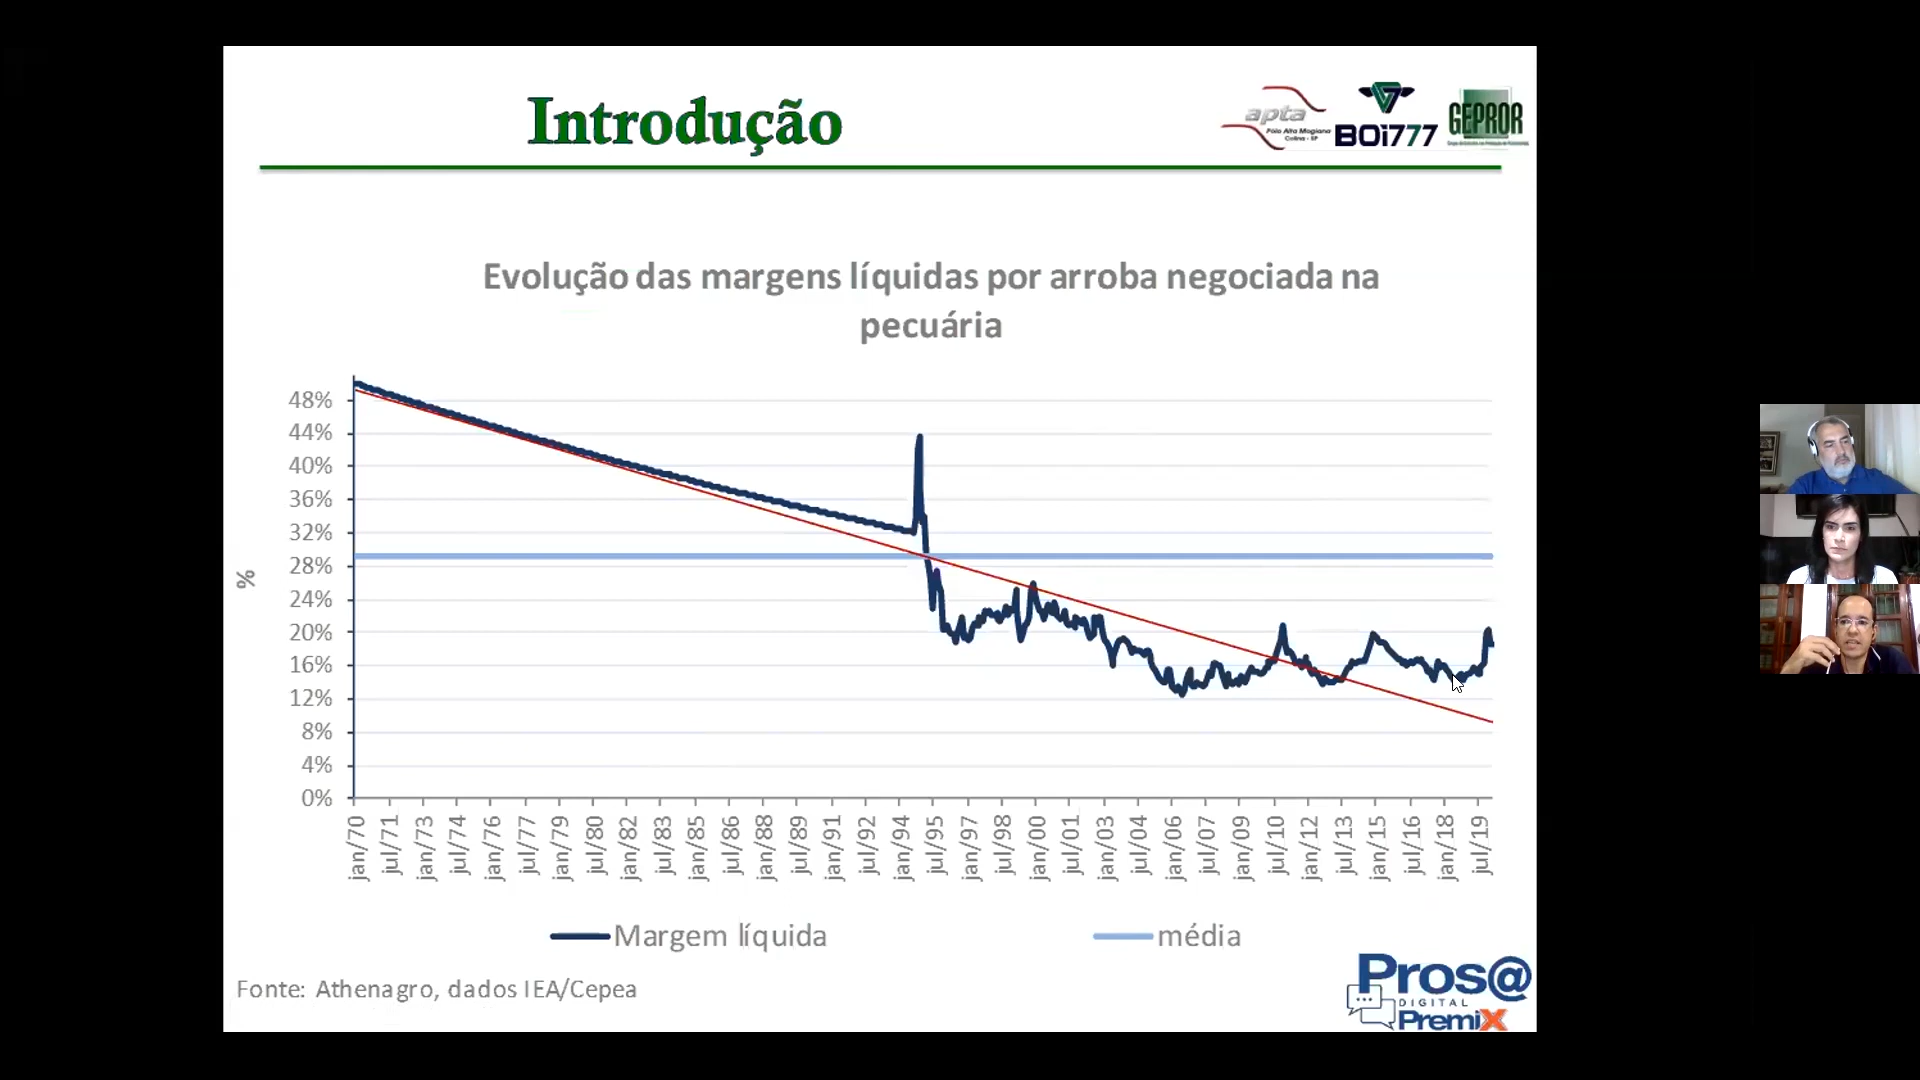 Introdução
apta
Pólo Alta Mogiana
Colina - SP
BOi777
GEPROR
Evolução das margens líquidas por arroba negociada na
pecuária
%
48%
44%
40%
36%
32%
28%
24%
20%
16%
12%
8%
4%
0%
jan/70
jul/71
jan/73
jul/74
jan/76
jul/77
jan/79
jul/80
jan/82
jul/83
jan/85
jul/86
jan/88
jul/89
jan/91
jul/92
jan/94
jul/95
jan/97
jul/98
jan/00
jul/01
jan/03
jul/04
jan/06
jul/07
jan/09
jul/10
jan/12
jul/13
jan/15
jul/16
jan/18
jul/19
Margem líquida
média
Fonte: Athenagro, dados IEA/Cepea
Pros@
DIGITAL
PremiX